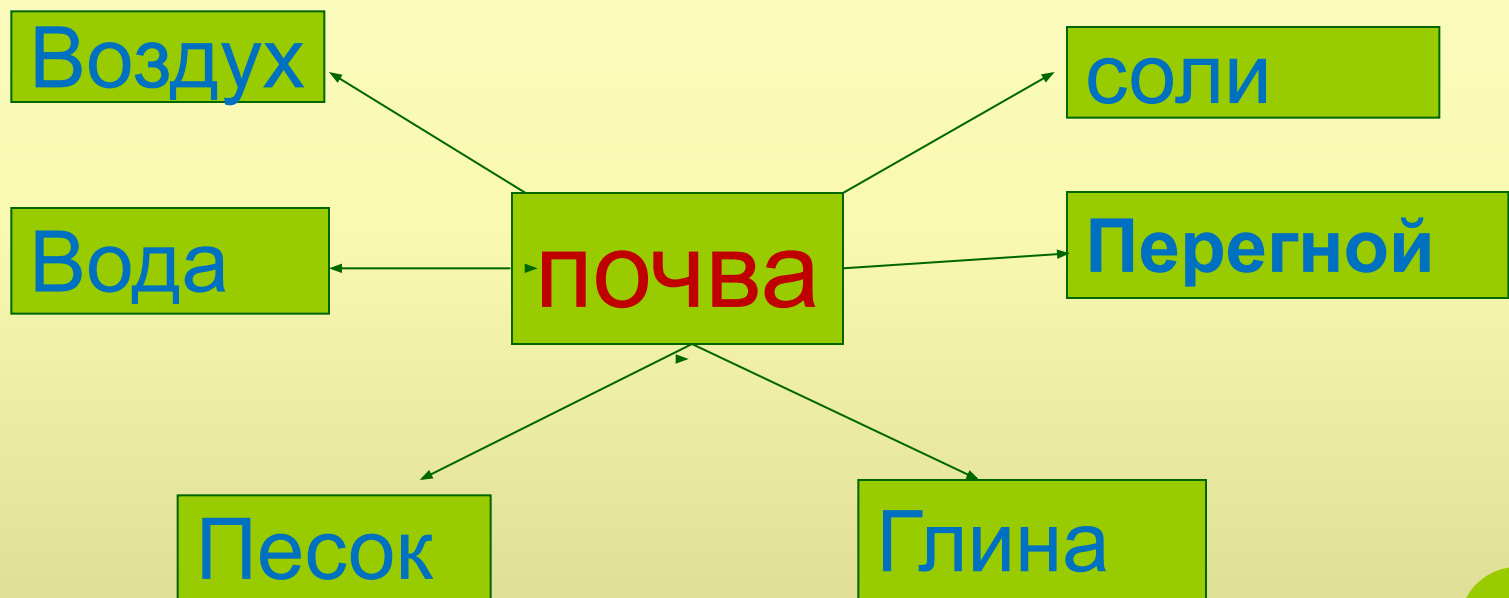 Воздух
соли
Вода
почва
Перегной
Песок
Глина